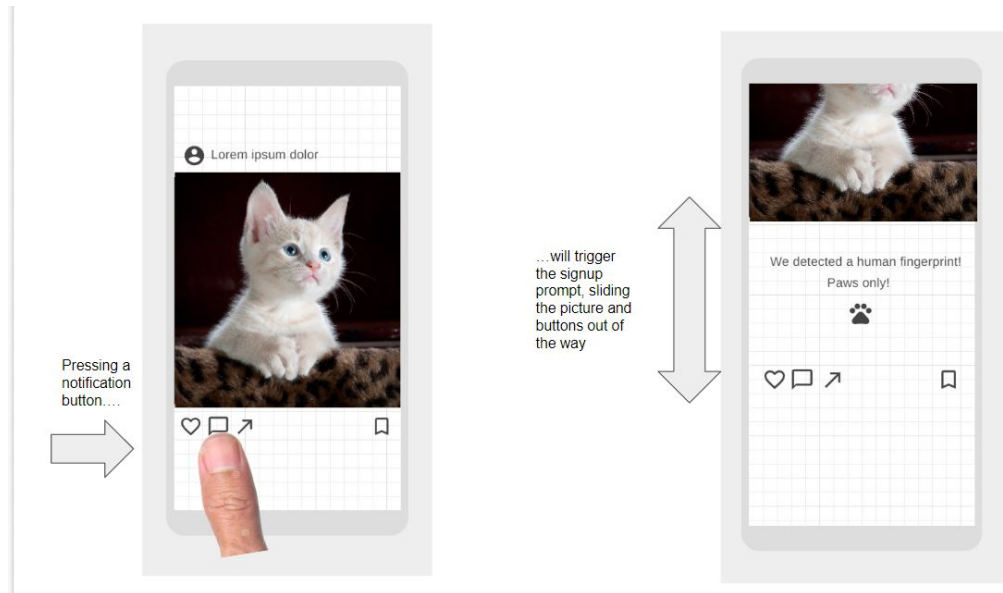 Lorem ipsum dolor
Pressing a
notification
button....
…will trigger
the signup
prompt, sliding
the picture and
buttons out of
the way
We detected a human fingerprint!
Paws only!